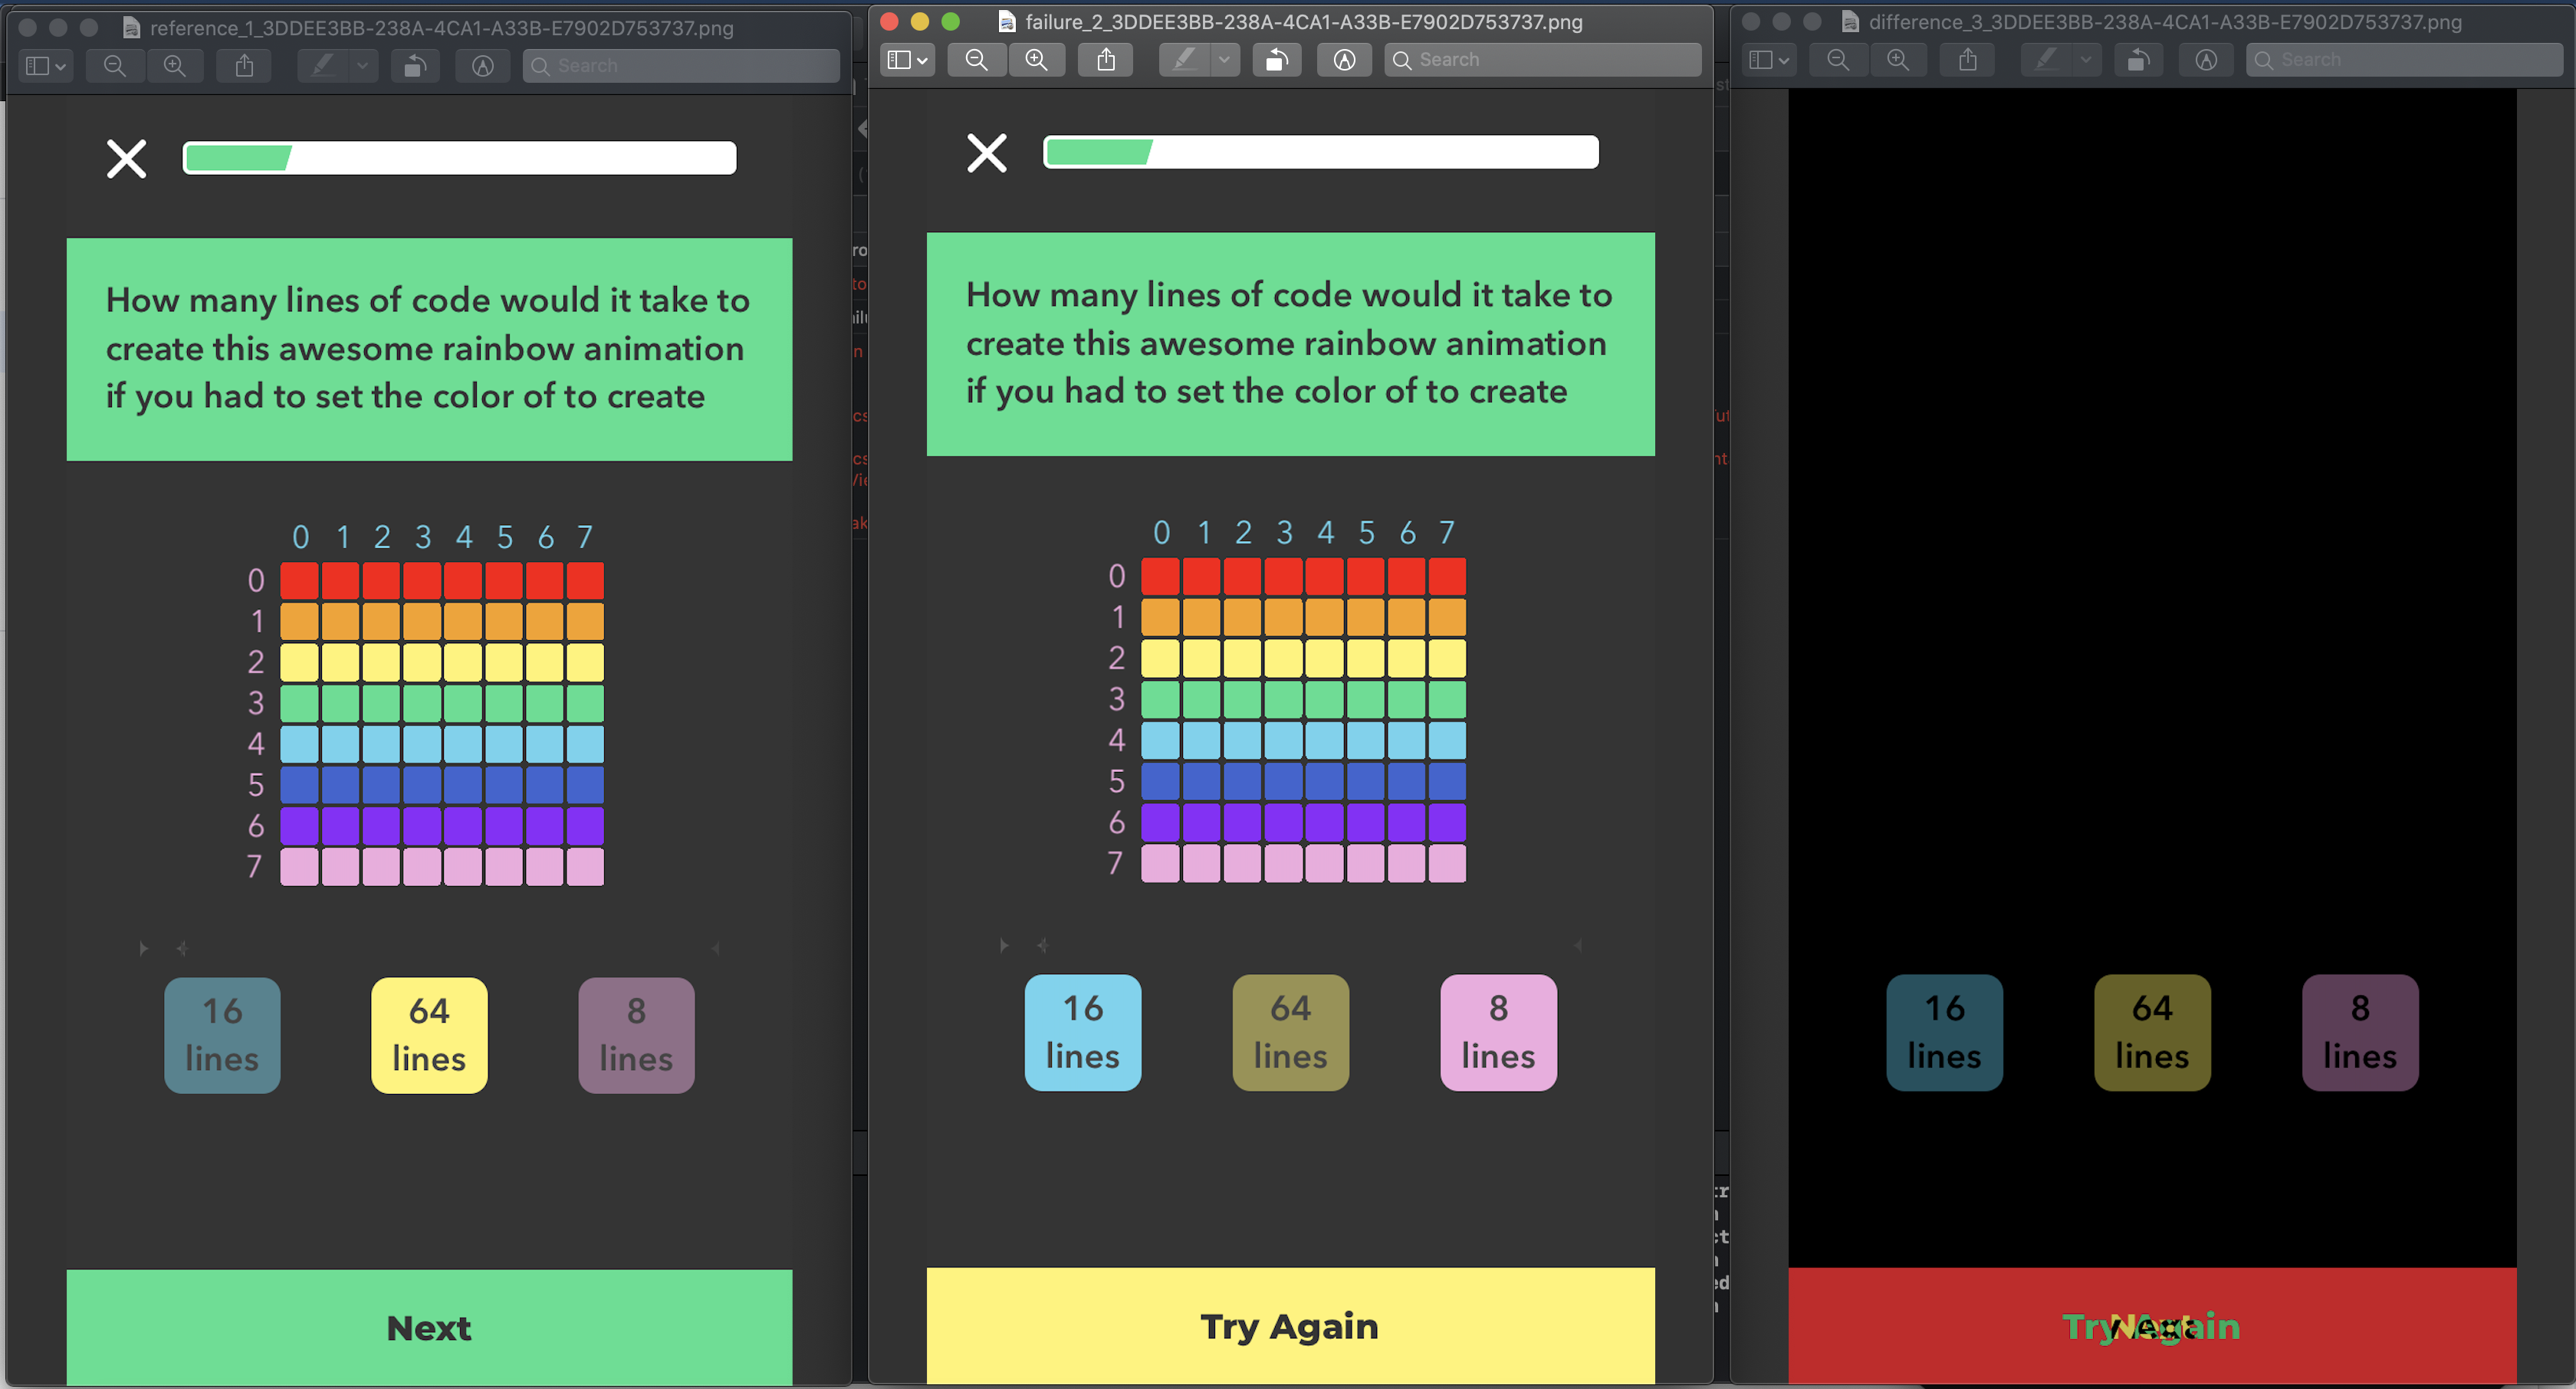 reference_1_3DDEE3BB-238A-4CA1-A33B-E7902D753737.png
Search
How many lines of code would it take to
create this awesome rainbow animation
if you had to set the color of to create
0 1 2 3 4 5 6 7
0
1
2
3
4
5
6
7
16 lines
64 lines
8 lines
Next
failure_2_3DDEE3BB-238A-4CA1-A33B-E7902D753737.png
Search
How many lines of code would it take to
create this awesome rainbow animation
if you had to set the color of to create
0 1 2 3 4 5 6 7
0
1
2
3
4
5
6
7
16 lines
64 lines
8 lines
Try Again
difference_3_3DDEE3BB-238A-4CA1-A33B-E7902D753737.png
Search
16 lines
64 lines
8 lines